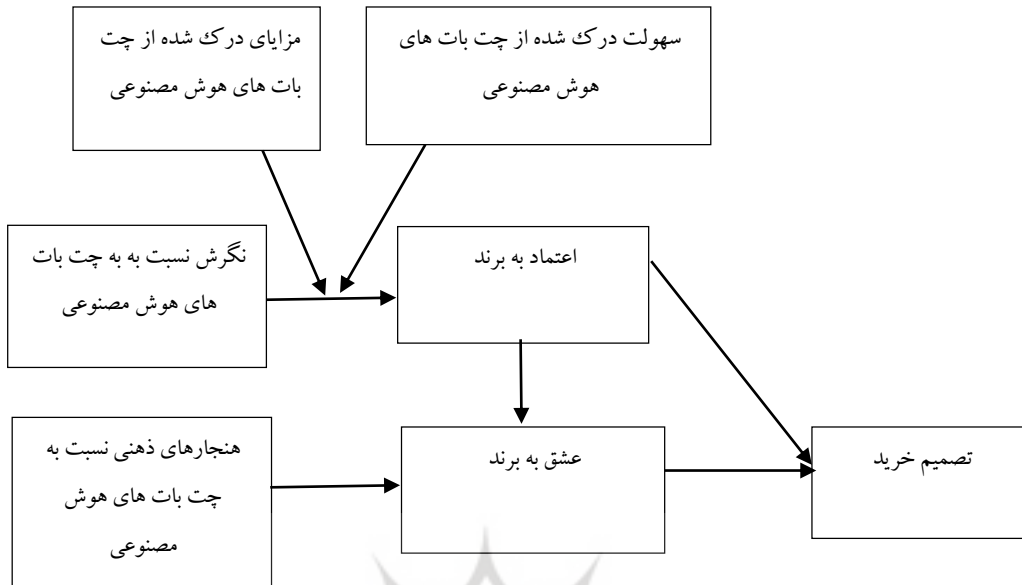 سهولت درک شده از چت بات های
هوش مصنوعی
مزایای درک شده از چت
بات های هوش مصنوعی
نگرش نسبت به به چت بات
های هوش مصنوعی
اعتماد به برند
هنجارهای ذهنی نسبت به
چت بات های هوش
مصنوعی
عشق به برند
تصمیم خرید